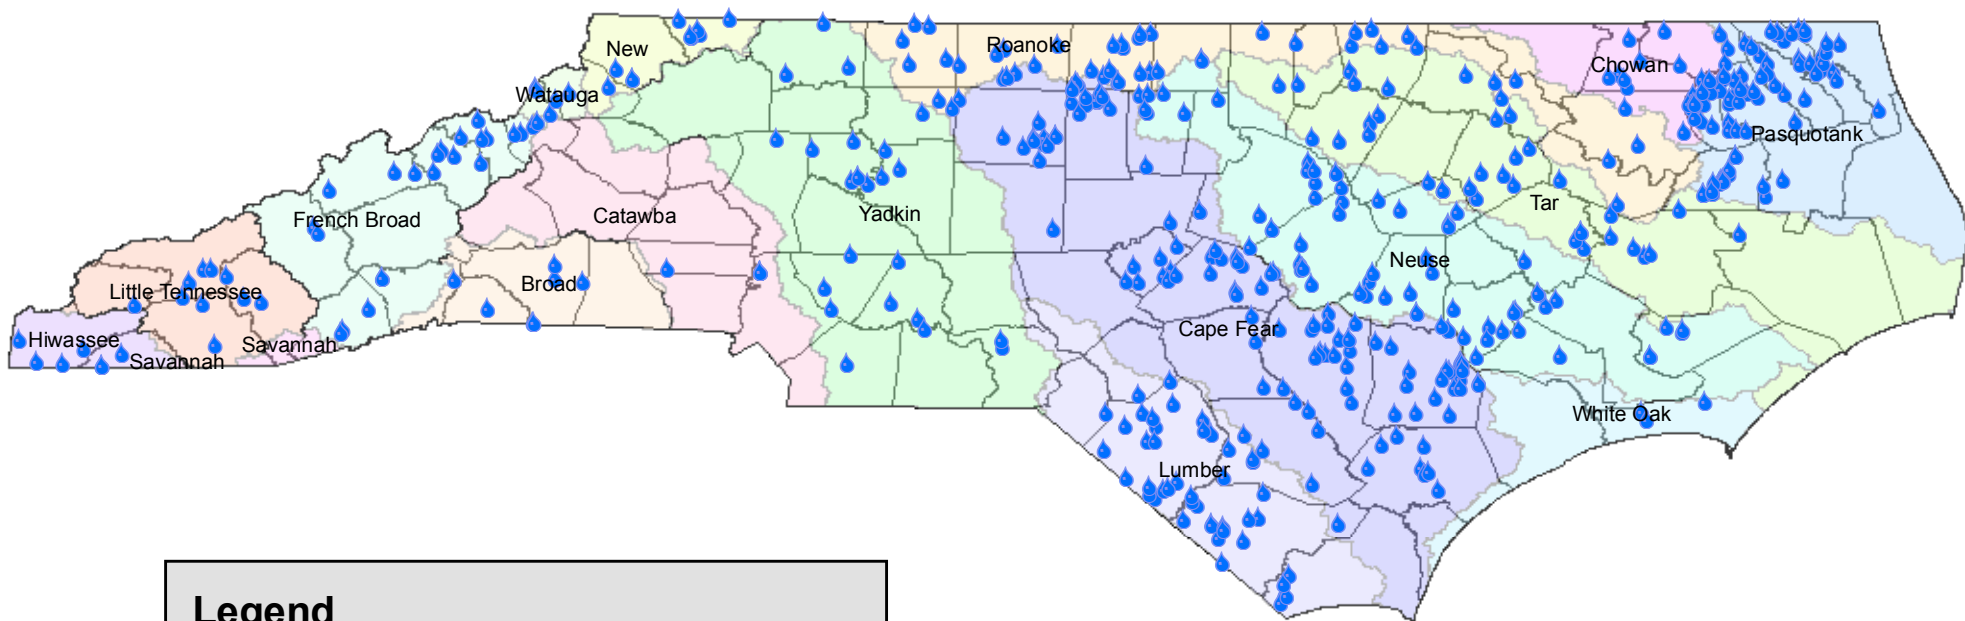 New
Roanoke
Chowan
Watauga
Pasquotank
French Broad
Catawba
Yadkin
Tar
Neuse
Little Tennessee
Broad
Cape Fear
Hiwassee
Savannah
Savannah
White Oak
Lumber
Legend